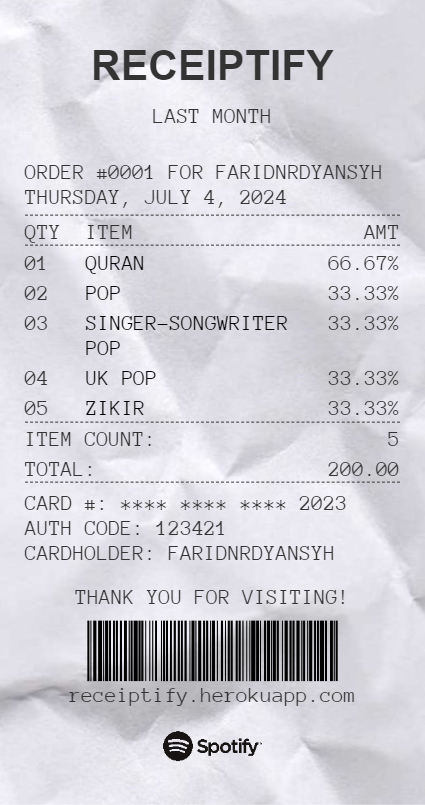 RECEIPTIFY
LAST MONTH
ORDER #0001 FOR FARIDNRDYANSYH
THURSDAY, JULY 4, 2024
QTY ITEM AMT
01 QURAN 66.67%
02 POP 33.33%
03 SINGER-SONGWRITER 33.33%
POP
04 UK POP 33.33%
05 ZIKIR 33.33%
ITEM COUNT: 5
TOTAL: 200.00
CARD #: **** **** **** 2023
AUTH CODE: 123421
CARDHOLDER: FARIDNRDYANSYH
THANK YOU FOR VISITING!
receiptify.herokuapp.com
Spotify